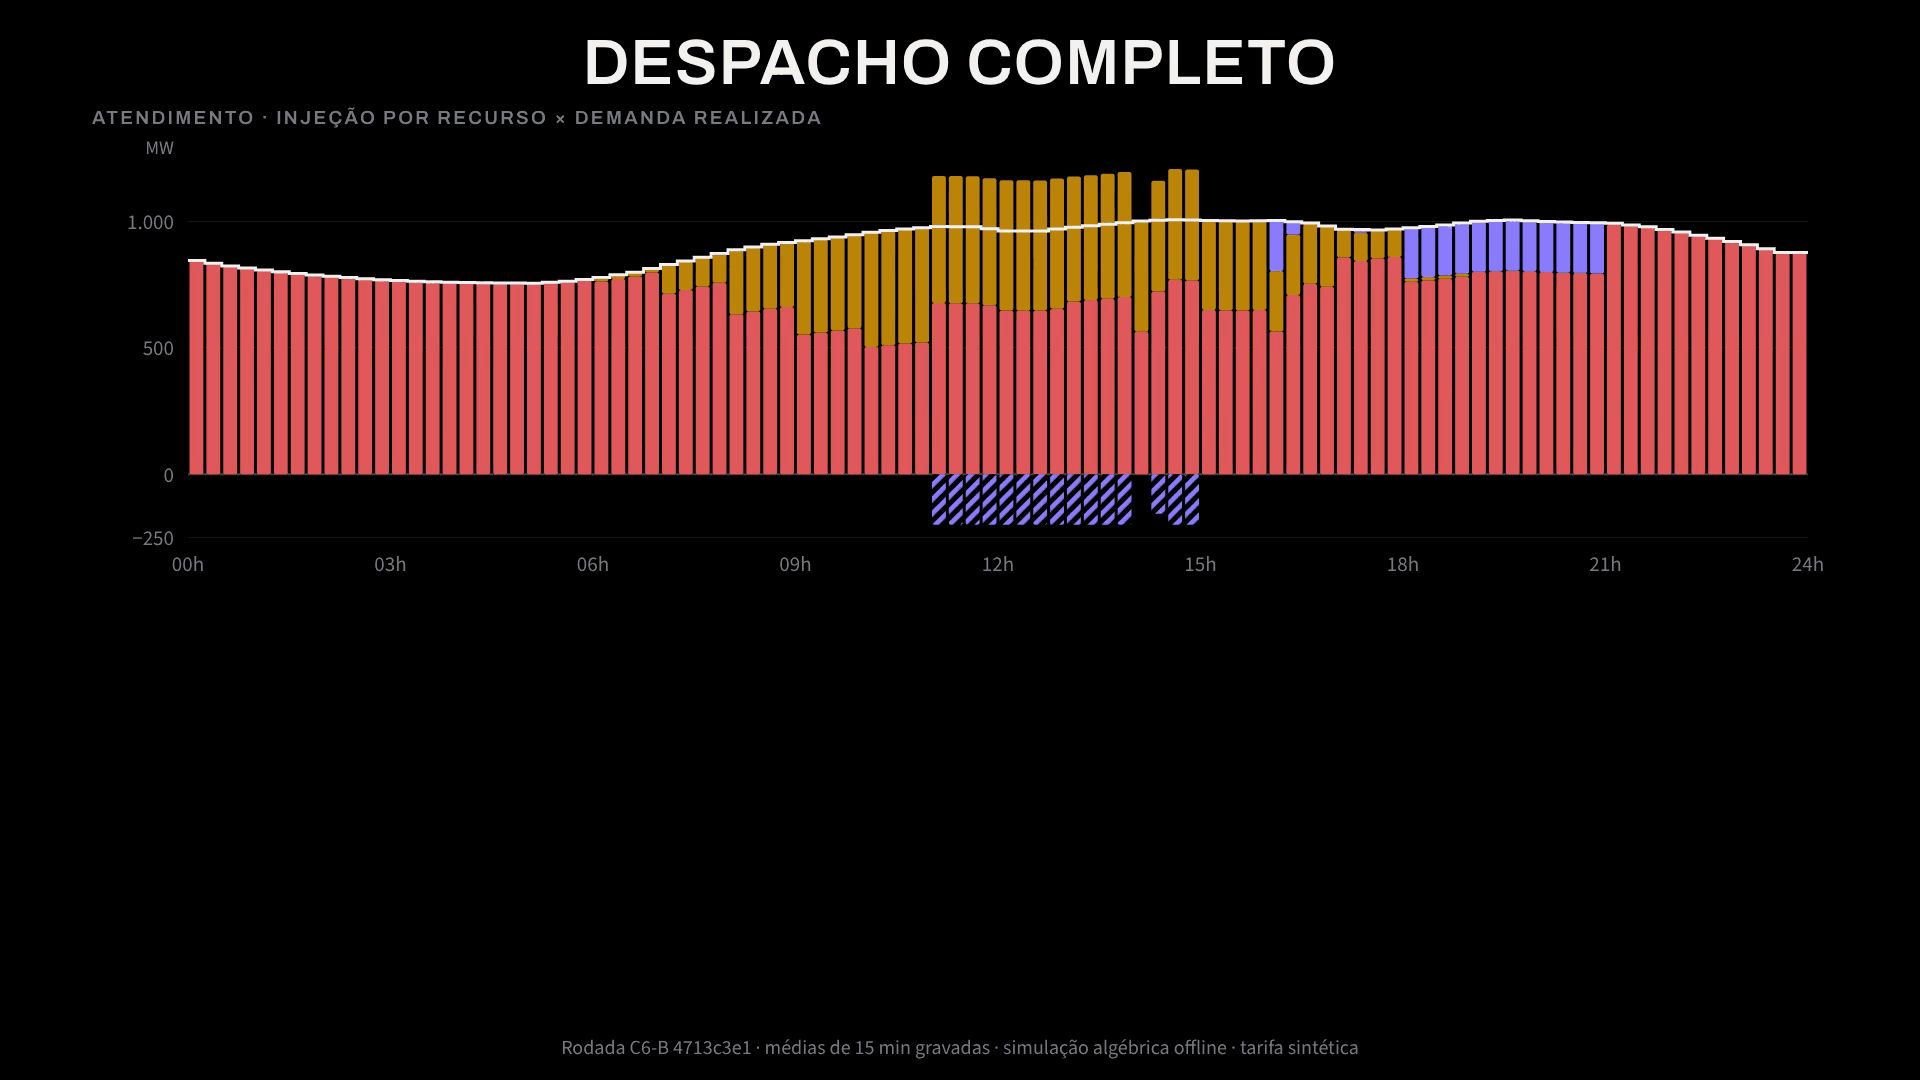 DESPACHO COMPLETO
ATENDIMENTO · INJEÇÃO POR RECURSO × DEMANDA REALIZADA
MW
1.000
500
0
−250
00h 03h 06h 09h 12h 15h 18h 21h 24h
Rodada C6-B 4713c3e1 · médias de 15 min gravadas · simulação algébrica offline · tarifa sintética